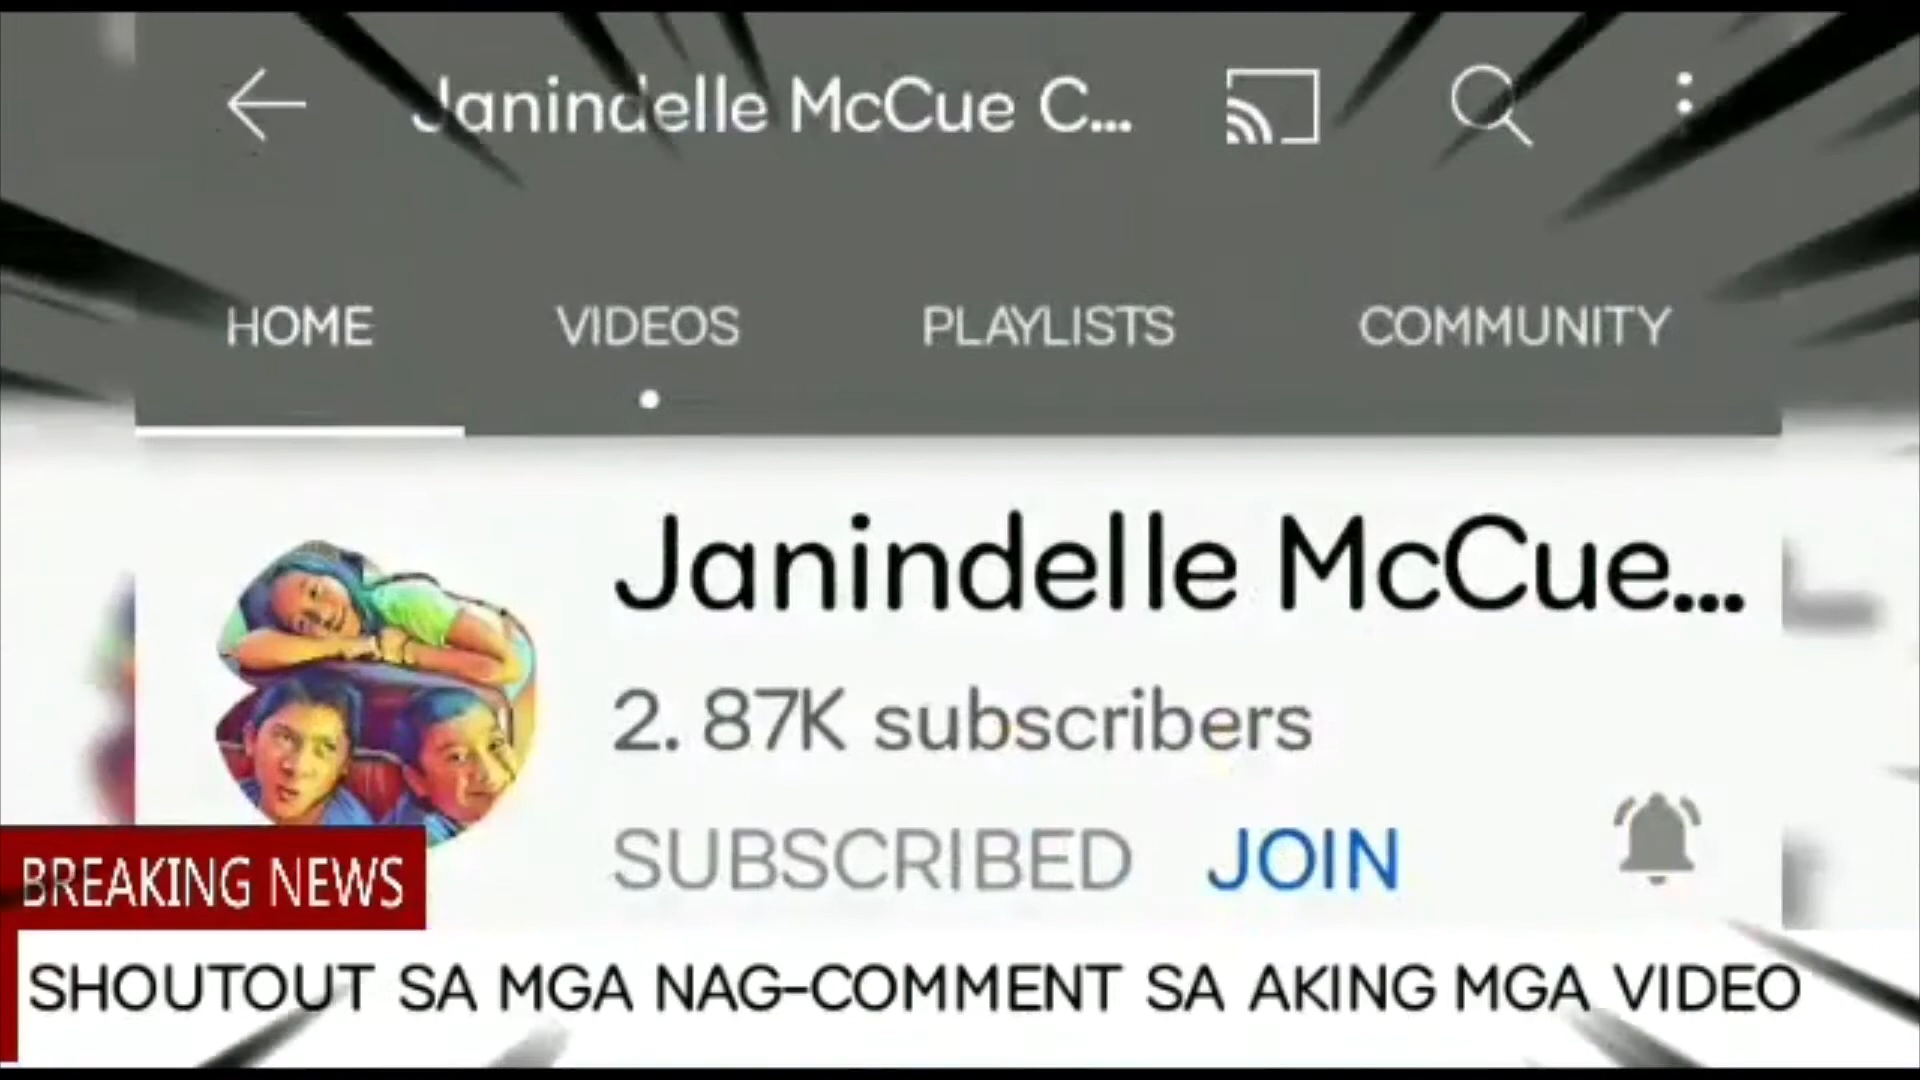 Janindelle McCue C...
HOME VIDEOS PLAYLISTS COMMUNITY
Janindelle McCue...
2. 87K subscribers
SUBSCRIBED JOIN
BREAKING NEWS
SHOUTOUT SA MGA NAG-COMMENT SA AKING MGA VIDEO